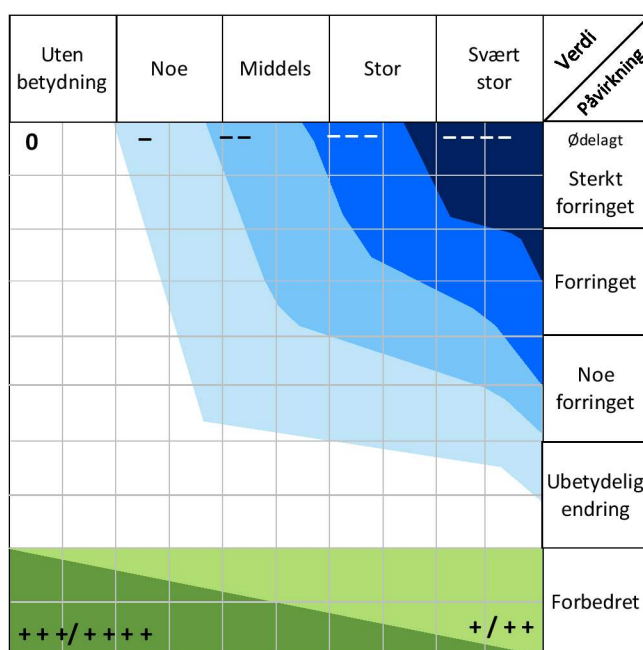 Uten
betydning
Noe
Middels
Stor
Svært
stor
Verdi
Påvirkning
0
–
– –
– – –
– – – –
Ødelagt
Sterkt
forringet
Forringet
Noe
forringet
Ubetydelig
endring
+ + +/+ + + +
+ / + +
Forbedret